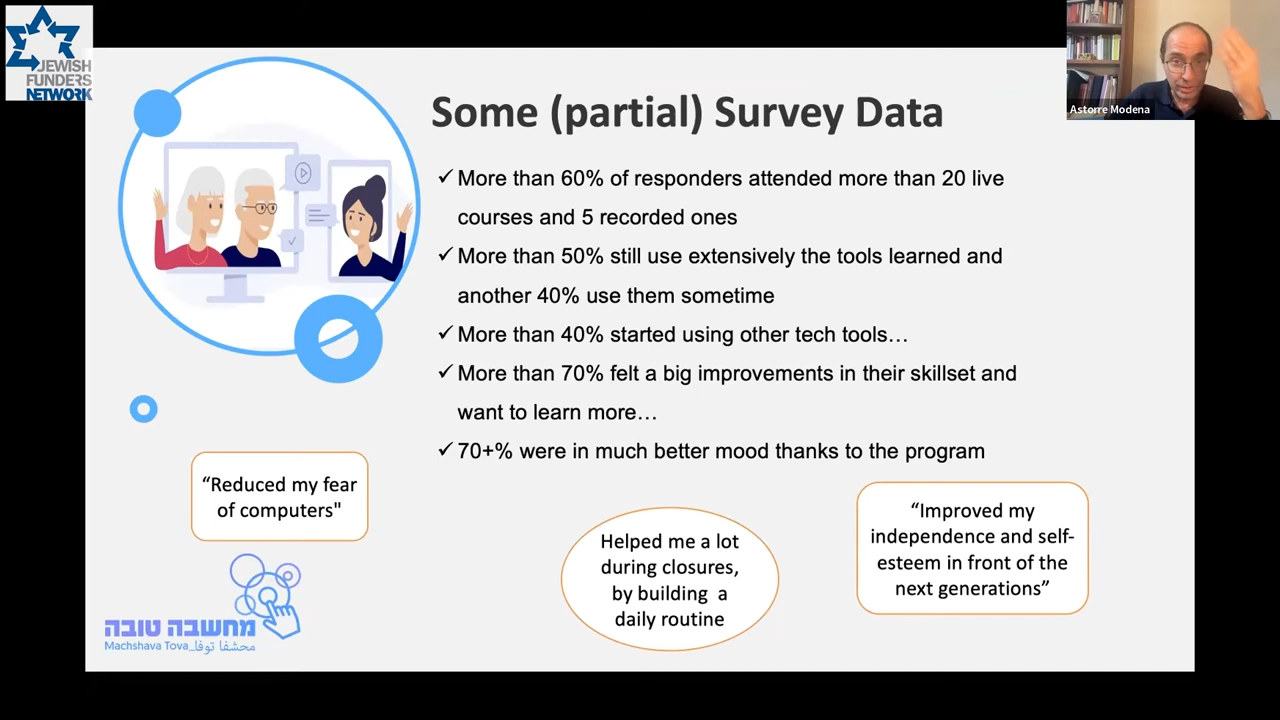 JEWISH
FUNDERS
NETWORK
Astorre Modena
Some (partial) Survey Data
✓ More than 60% of responders attended more than 20 live
courses and 5 recorded ones
✓ More than 50% still use extensively the tools learned and
another 40% use them sometime
✓ More than 40% started using other tech tools…
✓ More than 70% felt a big improvements in their skillset and
want to learn more…
✓ 70+% were in much better mood thanks to the program
“Reduced my fear
of computers"
Helped me a lot
during closures,
by building a
daily routine
“Improved my
independence and self-
esteem in front of the
next generations”
מחשבה טובה
Machshava Tova_محشفا توفا